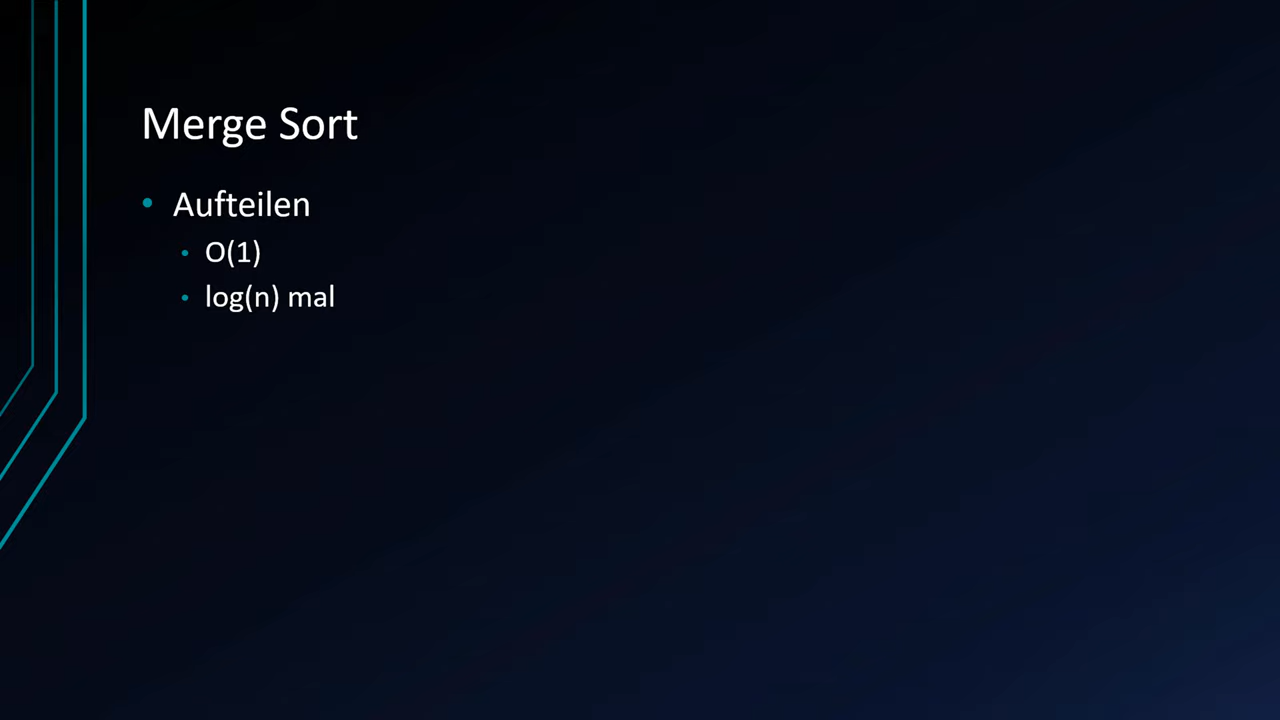 Merge Sort
• Aufteilen
• O(1)
• log(n) mal